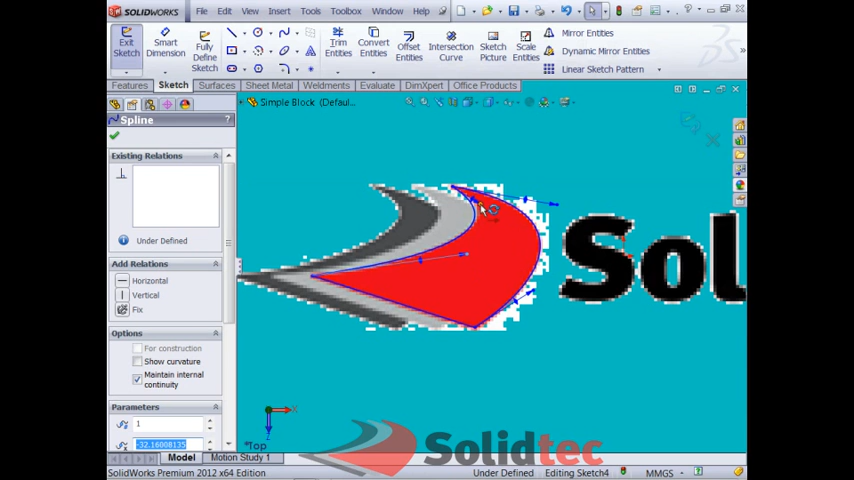 SOLIDWORKS File Edit View Insert Tools Toolbox Window Help
Exit Sketch
Smart Dimension
Fully Define Sketch
Trim Entities
Convert Entities
Offset Entities
Intersection Curve
Sketch Picture
Scale Entities
Mirror Entities
Dynamic Mirror Entities
Linear Sketch Pattern
Features Sketch Surfaces Sheet Metal Weldments Evaluate DimXpert Office Products
Spline ?
Simple Block (Defaul...
Existing Relations
Under Defined
Add Relations
Horizontal
Vertical
Fix
Options
For construction
Show curvature
Maintain internal continuity
Parameters
1
-32.16008135
Sol
X
*Top
Solidtec
Model Motion Study 1
SolidWorks Premium 2012 x64 Edition Under Defined Editing Sketch4 MMGS